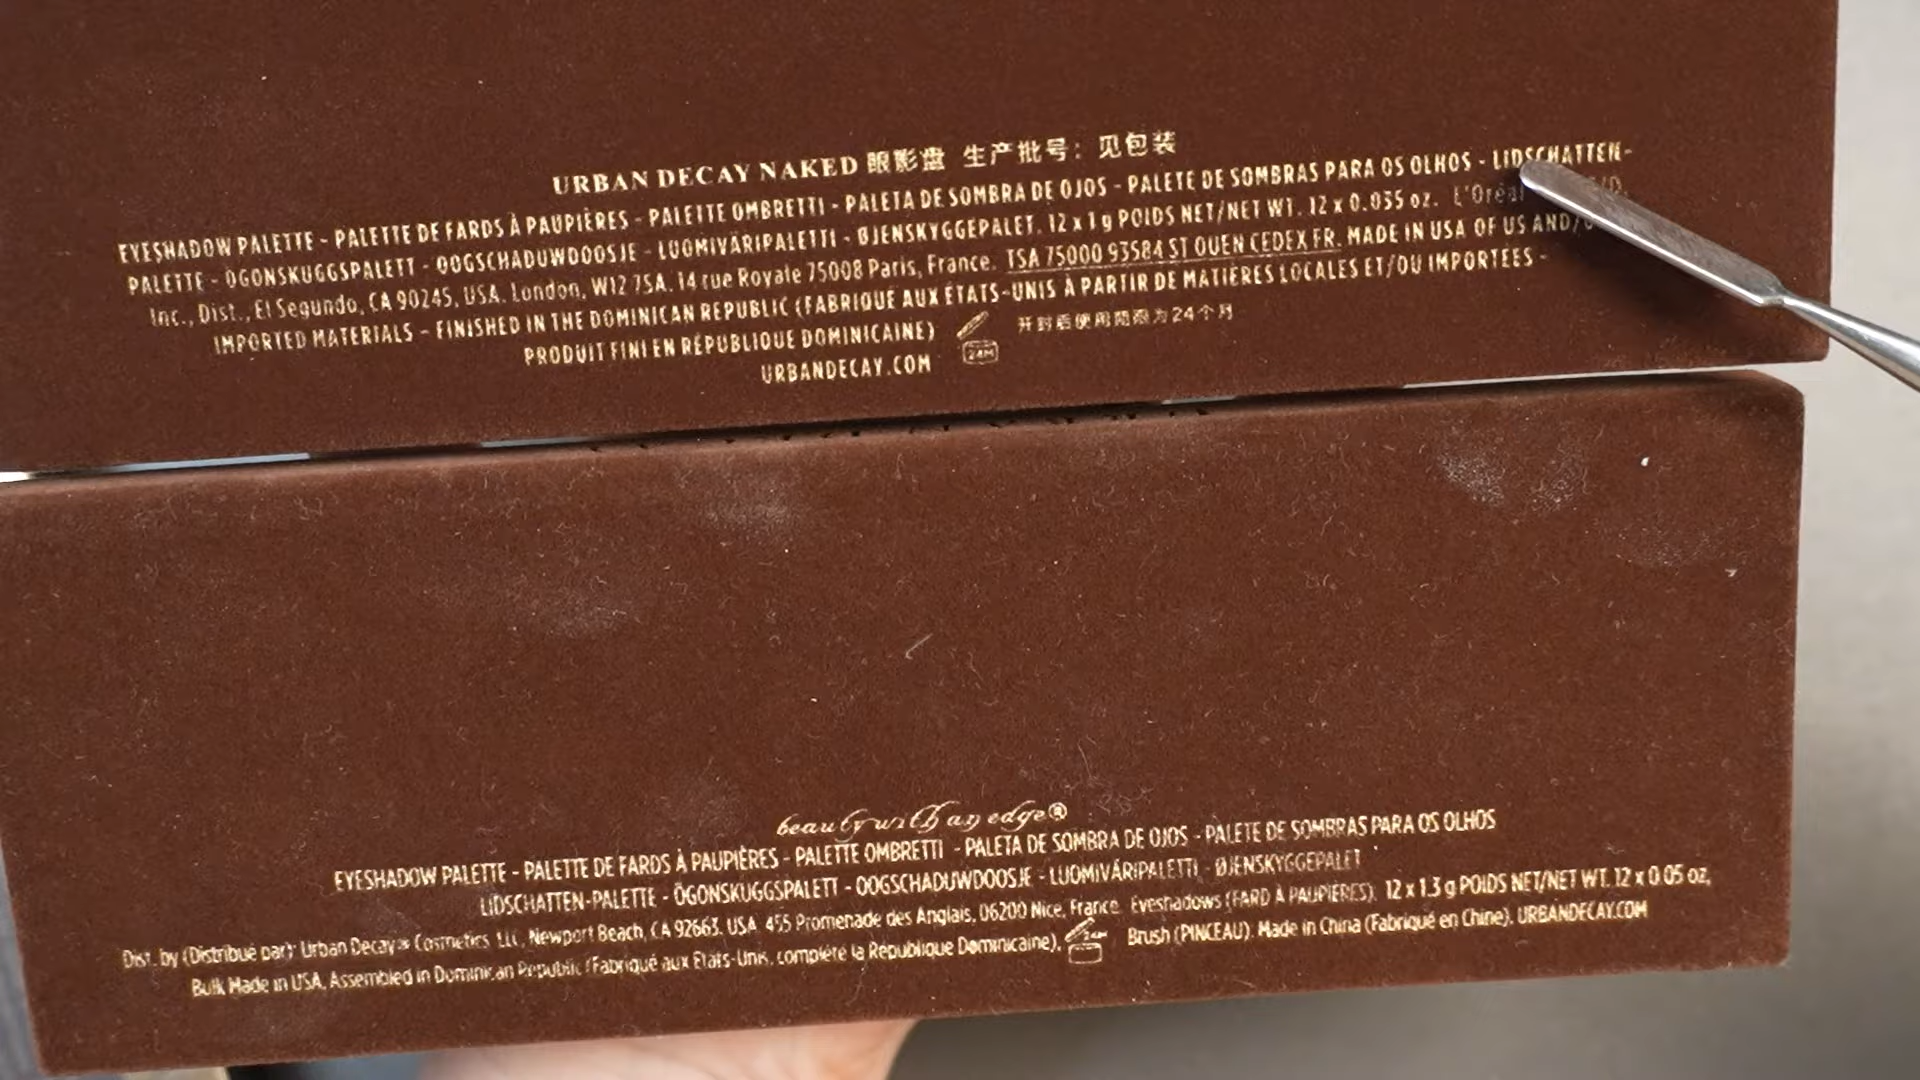 URBAN DECAY NAKED 眼影盘 生产批号：见包装
EYESHADOW PALETTE - PALETTE DE FARDS À PAUPIÈRES - PALETTE OMBRETTI - PALETA DE SOMBRA DE OJOS - PALETE DE SOMBRAS PARA OS OLHOS - LIDSCHATTEN-
PALETTE - ÖGONSKUGGSPALETT - OOGSCHADUWDOOSJE - LUOMIVÄRIPALETTI - ØJENSKYGGEPALET. 12 x 1 g POIDS NET/NET WT. 12 x 0.035 oz. L'Oréal
Inc., Dist., El Segundo, CA 90245, USA. London, W12 7SA. 14 rue Royale 75008 Paris, France. TSA 75000 93584 ST OUEN CEDEX FR. MADE IN USA OF US AND/
IMPORTED MATERIALS - FINISHED IN THE DOMINICAN REPUBLIC (FABRIQUÉ AUX ÉTATS-UNIS À PARTIR DE MATIÈRES LOCALES ET/OU IMPORTÉES -
PRODUIT FINI EN RÉPUBLIQUE DOMINICAINE) 24M 开封后使用期限为24个月
URBANDECAY.COM
beauty with an edge®
EYESHADOW PALETTE - PALETTE DE FARDS À PAUPIÈRES - PALETTE OMBRETTI - PALETA DE SOMBRA DE OJOS - PALETE DE SOMBRAS PARA OS OLHOS
LIDSCHATTEN-PALETTE - ÖGONSKUGGSPALETT - OOGSCHADUWDOOSJE - LUOMIVÄRIPALETTI - ØJENSKYGGEPALET
Dist. by (Distribué par): Urban Decay® Cosmetics, LLC, Newport Beach, CA 92663. USA 455 Promenade des Anglais, 06200 Nice, France. Eyeshadows (FARD À PAUPIÈRES). 12 x 1.3 g POIDS NET/NET WT. 12 x 0.05 oz,
Bulk Made in USA, Assembled in Dominican Republic (Fabriqué aux États-Unis, complété la République Dominicaine), Brush (PINCEAU). Made in China (Fabriqué en Chine). URBANDECAY.COM